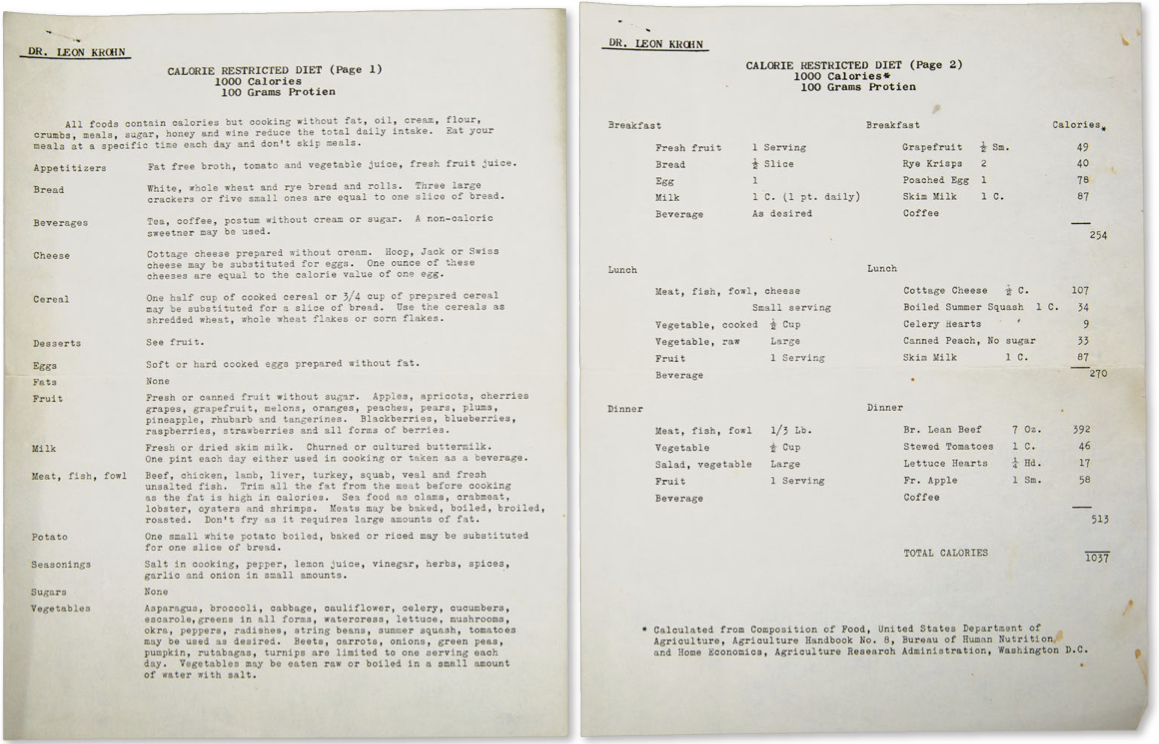 DR. LEON KROHN
CALORIE RESTRICTED DIET (Page 1)
1000 Calories
100 Grams Protien
All foods contain calories but cooking without fat, oil, cream, flour,
crumbs, meals, sugar, honey and wine reduce the total daily intake. Eat your
meals at a specific time each day and don't skip meals.
Appetitizers Fat free broth, tomato and vegetable juice, fresh fruit juice.
Bread White, whole wheat and rye bread and rolls. Three large
crackers or five small ones are equal to one slice of bread.
Beverages Tea, coffee, postum without cream or sugar. A non-caloric
sweetner may be used.
Cheese Cottage cheese prepared without cream. Hoop, Jack or Swiss
cheese may be substituted for eggs. One ounce of these
cheeses are equal to the calorie value of one egg.
Cereal One half cup of cooked cereal or 3/4 cup of prepared cereal
may be substituted for a slice of bread. Use the cereals as
shredded wheat, whole wheat flakes or corn flakes.
Desserts See fruit.
Eggs Soft or hard cooked eggs prepared without fat.
Fats None
Fruit Fresh or canned fruit without sugar. Apples, apricots, cherries
grapes, grapefruit, melons, oranges, peaches, pears, plums,
pineapple, rhubarb and tangerines. Blackberries, blueberries,
raspberries, strawberries and all forms of berries.
Milk Fresh or dried skim milk. Churned or cultured buttermilk.
One pint each day either used in cooking or taken as a beverage.
Meat, fish, fowl Beef, chicken, lamb, liver, turkey, squab, veal and fresh
unsalted fish. Trim all the fat from the meat before cooking
as the fat is high in calories. Sea food as clams, crabmeat,
lobster, oysters and shrimps. Meats may be baked, boiled, broiled,
roasted. Don't fry as it requires large amounts of fat.
Potato One small white potato boiled, baked or riced may be substituted
for one slice of bread.
Seasonings Salt in cooking, pepper, lemon juice, vinegar, herbs, spices,
garlic and onion in small amounts.
Sugars None
Vegetables Asparagus, broccoli, cabbage, cauliflower, celery, cucumbers,
escarole,greens in all forms, watercress, lettuce, mushrooms,
okra, peppers, radishes, string beans, summer squash, tomatoes
may be used as desired. Beets, carrots, onions, green peas,
pumpkin, rutabagas, turnips are limited to one serving each
day. Vegetables may be eaten raw or boiled in a small amount
of water with salt.
DR. LEON KROHN
CALORIE RESTRICTED DIET (Page 2)
1000 Calories*
100 Grams Protien
Breakfast Breakfast Calories*
Fresh fruit 1 Serving Grapefruit ½ Sm. 49
Bread ½ Slice Rye Krisps 2 40
Egg 1 Poached Egg 1 78
Milk 1 C. (1 pt. daily) Skim Milk 1 C. 87
Beverage As desired Coffee
254
Lunch Lunch
Meat, fish, fowl, cheese Cottage Cheese ½ C. 107
Small serving Boiled Summer Squash 1 C. 34
Vegetable, cooked ½ Cup Celery Hearts 9
Vegetable, raw Large Canned Peach, No sugar 33
Fruit 1 Serving Skim Milk 1 C. 87
Beverage 270
Dinner Dinner
Meat, fish, fowl 1/3 Lb. Br. Lean Beef 7 Oz. 392
Vegetable ½ Cup Stewed Tomatoes 1 C. 46
Salad, vegetable Large Lettuce Hearts ¼ Hd. 17
Fruit 1 Serving Fr. Apple 1 Sm. 58
Beverage Coffee
513
TOTAL CALORIES 1037
* Calculated from Composition of Food, United States Department of
Agriculture, Agriculture Handbook No. 8, Bureau of Human Nutrition
and Home Economics, Agriculture Research Administration, Washington D.C.